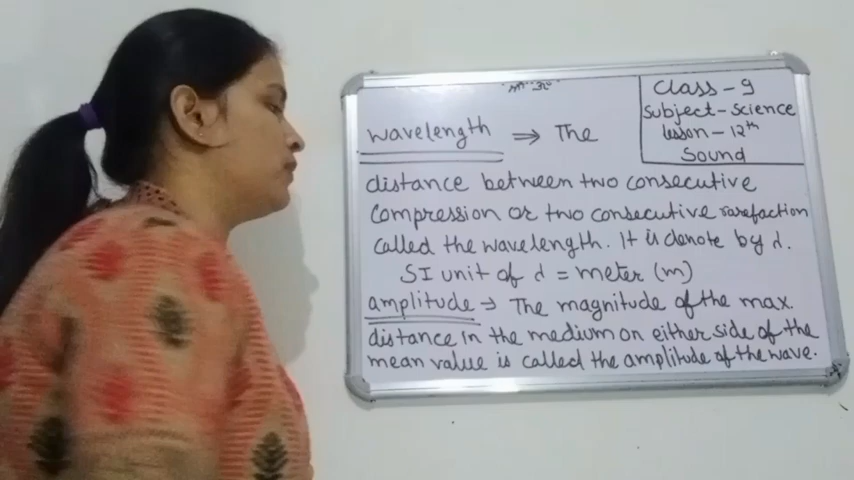 Class - 9
Subject - Science
lesson - 12th
Sound
wavelength ⇒ The
distance between two consecutive
compression or two consecutive rarefaction
called the wavelength. It is denote by λ.
SI unit of λ = meter (m)
amplitude → The magnitude of the max
distance in the medium on either side of the
mean value is called the amplitude of the wave.